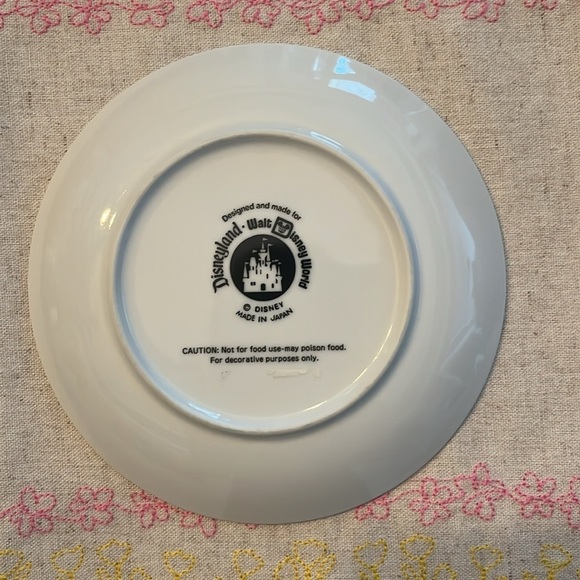 Designed and made for
Disneyland · Walt Disney World
© DISNEY
MADE IN JAPAN
CAUTION: Not for food use-may poison food.
For decorative purposes only.